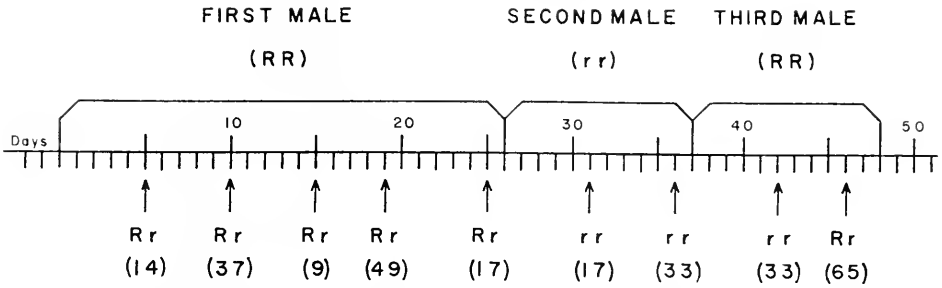 FIRST MALE SECOND MALE THIRD MALE
(RR) (rr) (RR)
Days 10 20 30 40 50
Rr Rr Rr Rr Rr rr rr rr Rr
(14) (37) (9) (49) (17) (17) (33) (33) (65)